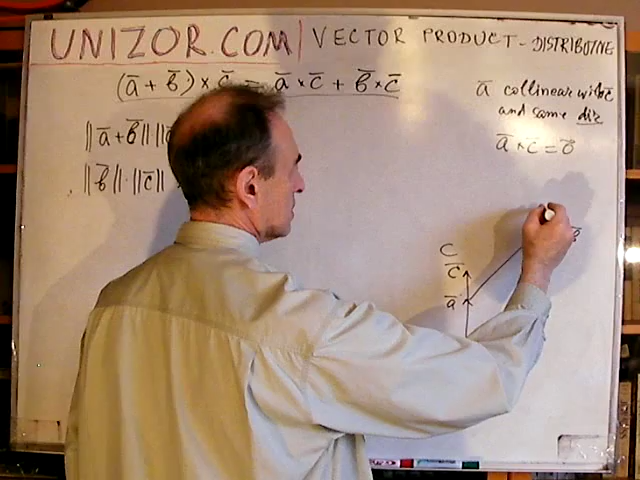 UNIZOR.COM | VECTOR PRODUCT - DISTRIBUTIVE
(a̅ + b̅) × c̅ = a̅ × c̅ + b̅ × c̅
a̅ collinear with c̅
and same dir
a̅ × c̅ = 0̅
||a̅ + b̅|| ||
||b̅|| · ||c̅||
C
c̅
a̅